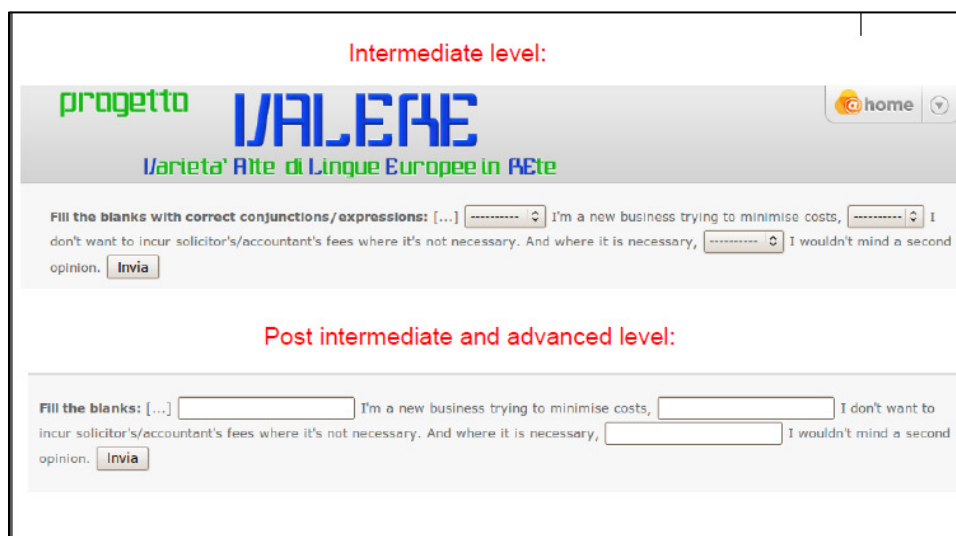 Intermediate level:
progetto
VALERE
@home
Varieta' Alte di Lingue Europee in REte
Fill the blanks with correct conjunctions/expressions: [...] ---------- I'm a new business trying to minimise costs, ---------- I
don't want to incur solicitor's/accountant's fees where it's not necessary. And where it is necessary, ---------- I wouldn't mind a second
opinion. Invia
Post intermediate and advanced level:
Fill the blanks: [...] I'm a new business trying to minimise costs, I don't want to
incur solicitor's/accountant's fees where it's not necessary. And where it is necessary, I wouldn't mind a second
opinion. Invia